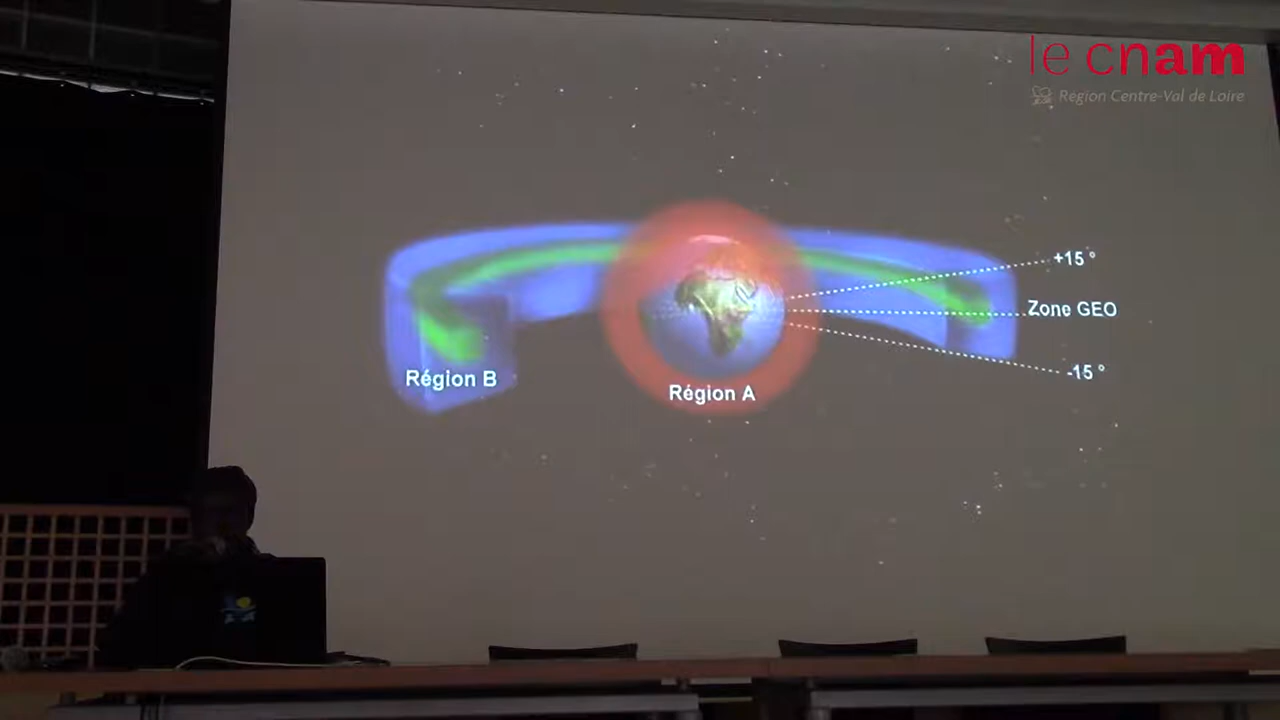 le cnam
Région Centre-Val de Loire
+15 °
Zone GEO
-15 °
Région B
Région A